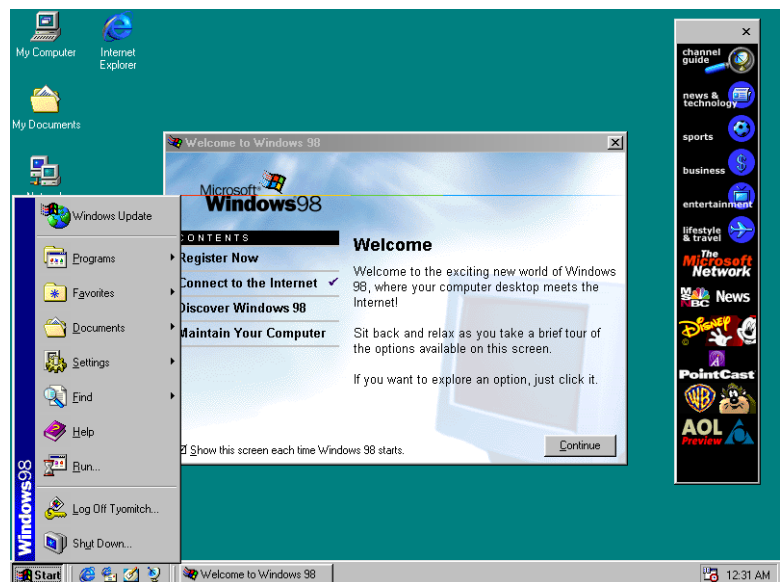 My Computer
Internet
Explorer
My Documents
Welcome to Windows 98
Microsoft
Windows98
CONTENTS
Register Now
Connect to the Internet
Discover Windows 98
Maintain Your Computer
Welcome
Welcome to the exciting new world of Windows
98, where your computer desktop meets the
Internet!
Sit back and relax as you take a brief tour of
the options available on this screen.
If you want to explore an option, just click it.
Show this screen each time Windows 98 starts.
Continue
Windows Update
Programs
Favorites
Documents
Settings
Find
Help
Run...
Log Off Tyomitch...
Shut Down...
Windows98
channel
guide
news &
technology
sports
business
entertainment
lifestyle
& travel
The
Microsoft
Network
MSNBC News
Disney
PointCast
WB
AOL
Preview
Start
Welcome to Windows 98
12:31 AM